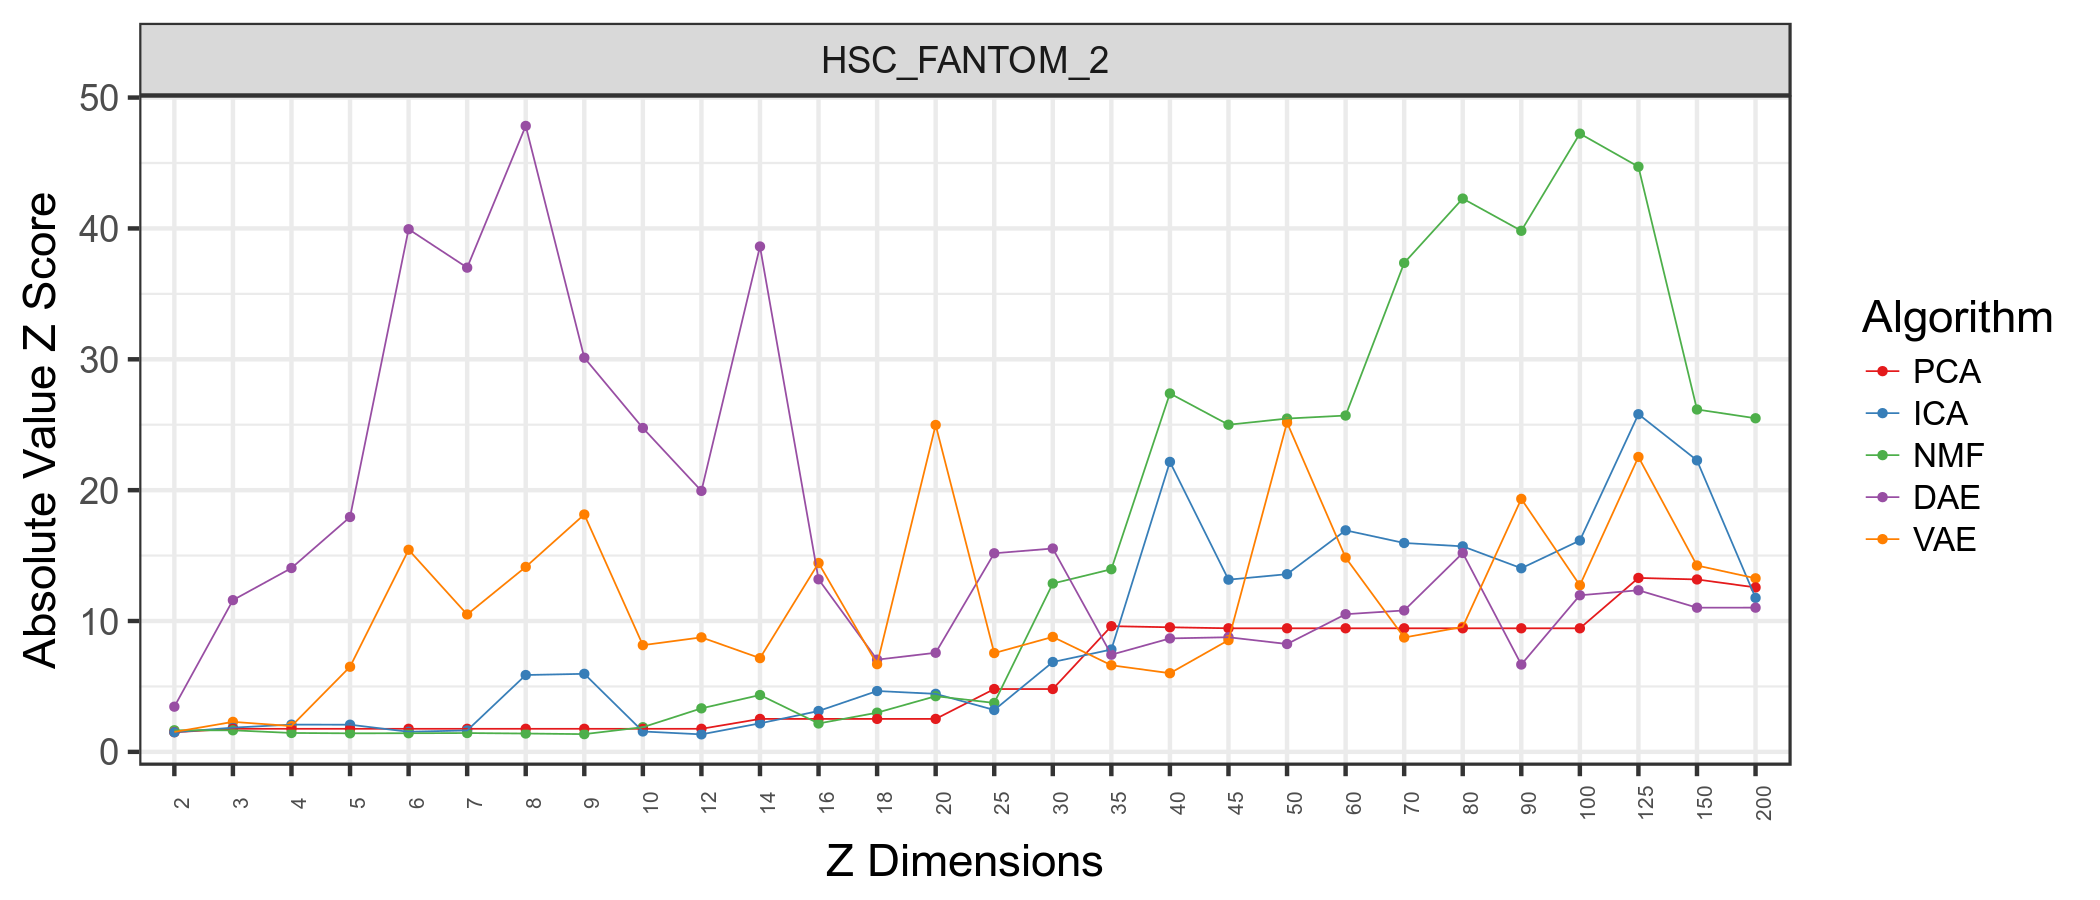 HSC_FANTOM_2
Absolute Value Z Score
50
40
30
20
10
0
2 3 4 5 6 7 8 9 10 12 14 16 18 20 25 30 35 40 45 50 60 70 80 90 100 125 150 200
Z Dimensions
Algorithm
PCA
ICA
NMF
DAE
VAE